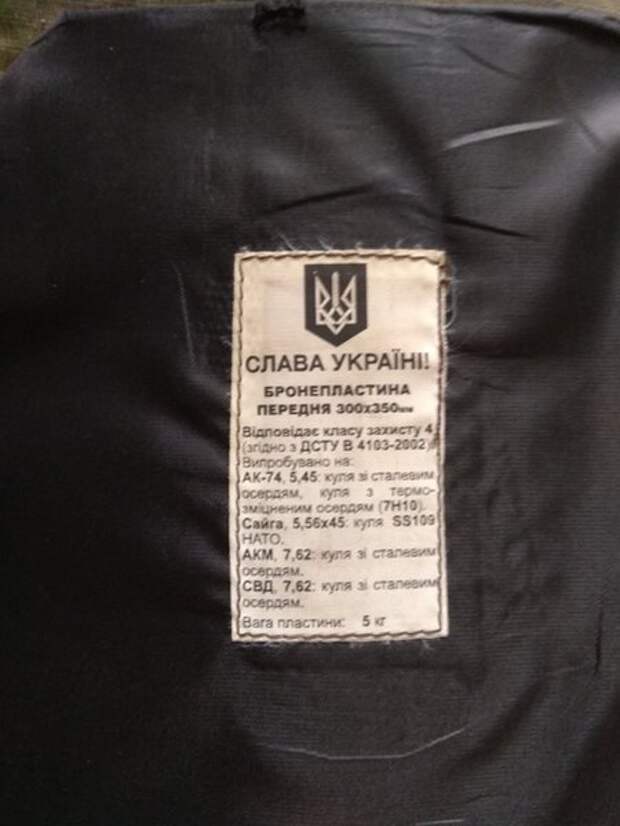 СЛАВА УКРАЇНІ!
БРОНЕПЛАСТИНА
ПЕРЕДНЯ 300х350мм
Відповідає класу захисту 4
(згідно з ДСТУ В 4103-2002)
Випробувано на:
АК-74, 5,45: куля зі сталевим
осердям, куля з термо-
зміцненим осердям (7Н10).
Сайга, 5,56х45: куля SS109
НАТО.
АКМ, 7,62: куля зі сталевим
осердям.
СВД, 7,62: куля зі сталевим
осердям.
Вага пластини: 5 кг